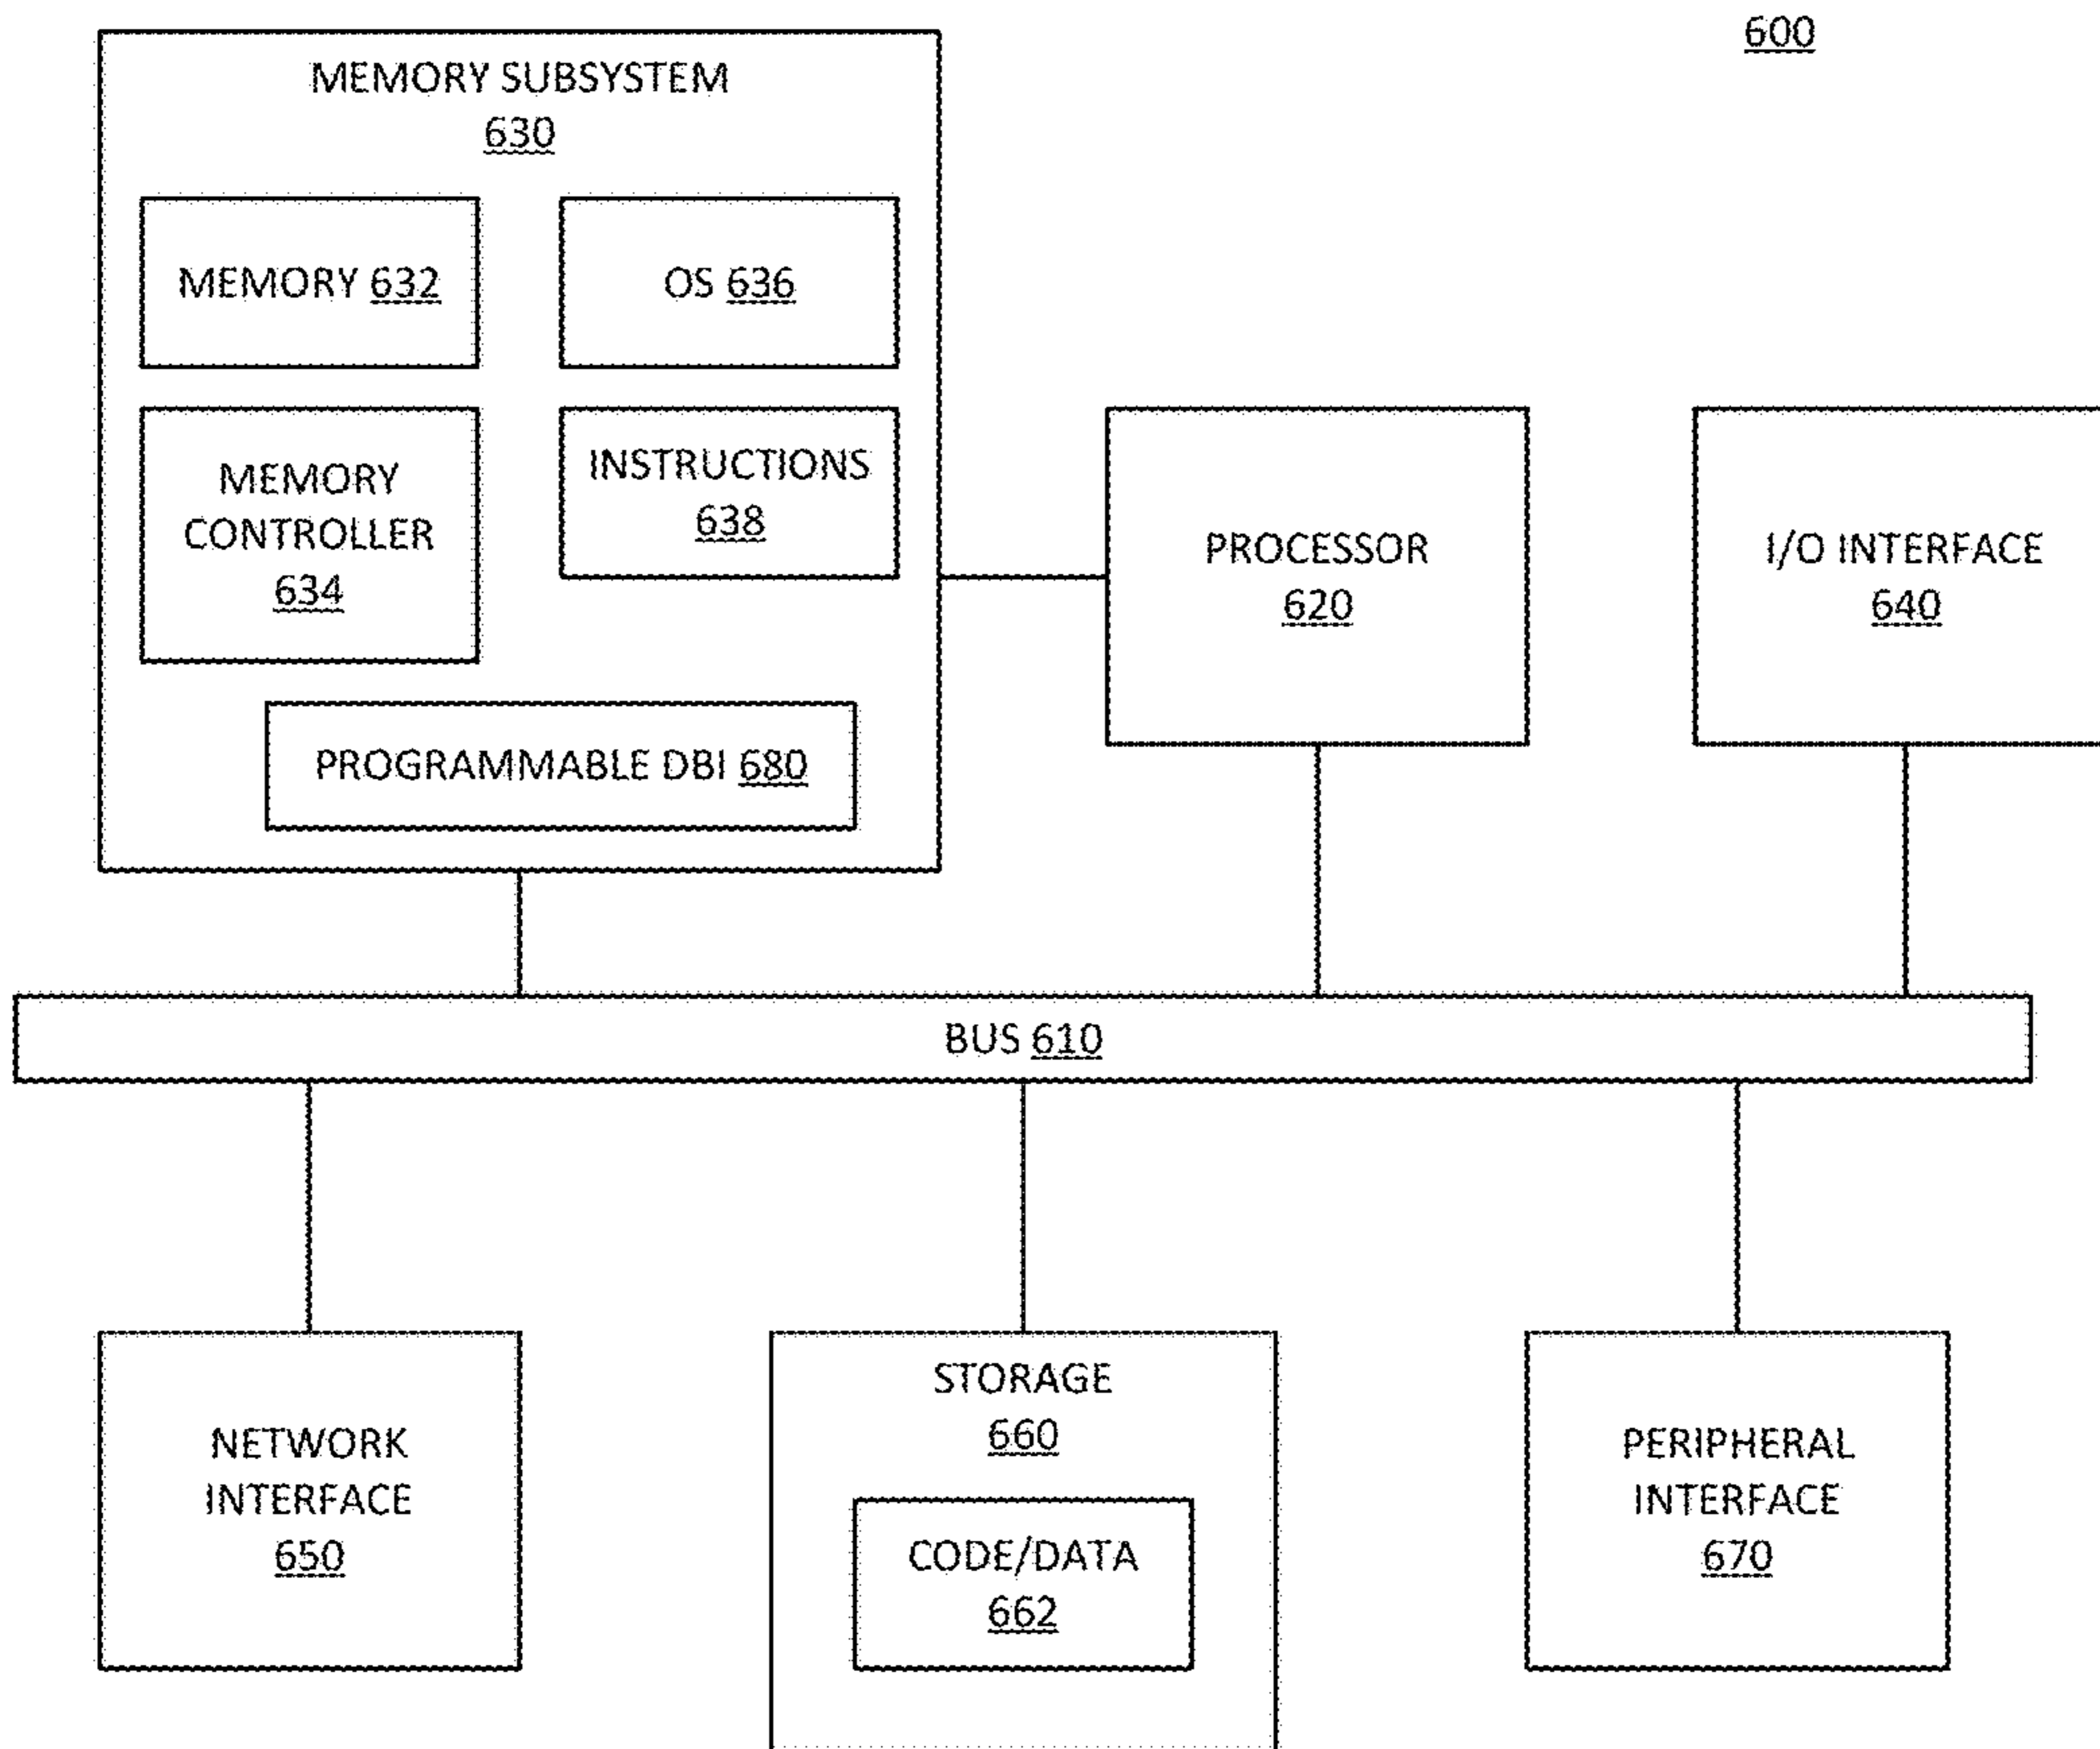 600
MEMORY SUBSYSTEM
630
MEMORY 632
OS 636
MEMORY
CONTROLLER
634
INSTRUCTIONS
638
PROGRAMMABLE DBI 680
PROCESSOR
620
I/O INTERFACE
640
BUS 610
NETWORK
INTERFACE
650
STORAGE
660
CODE/DATA
662
PERIPHERAL
INTERFACE
670